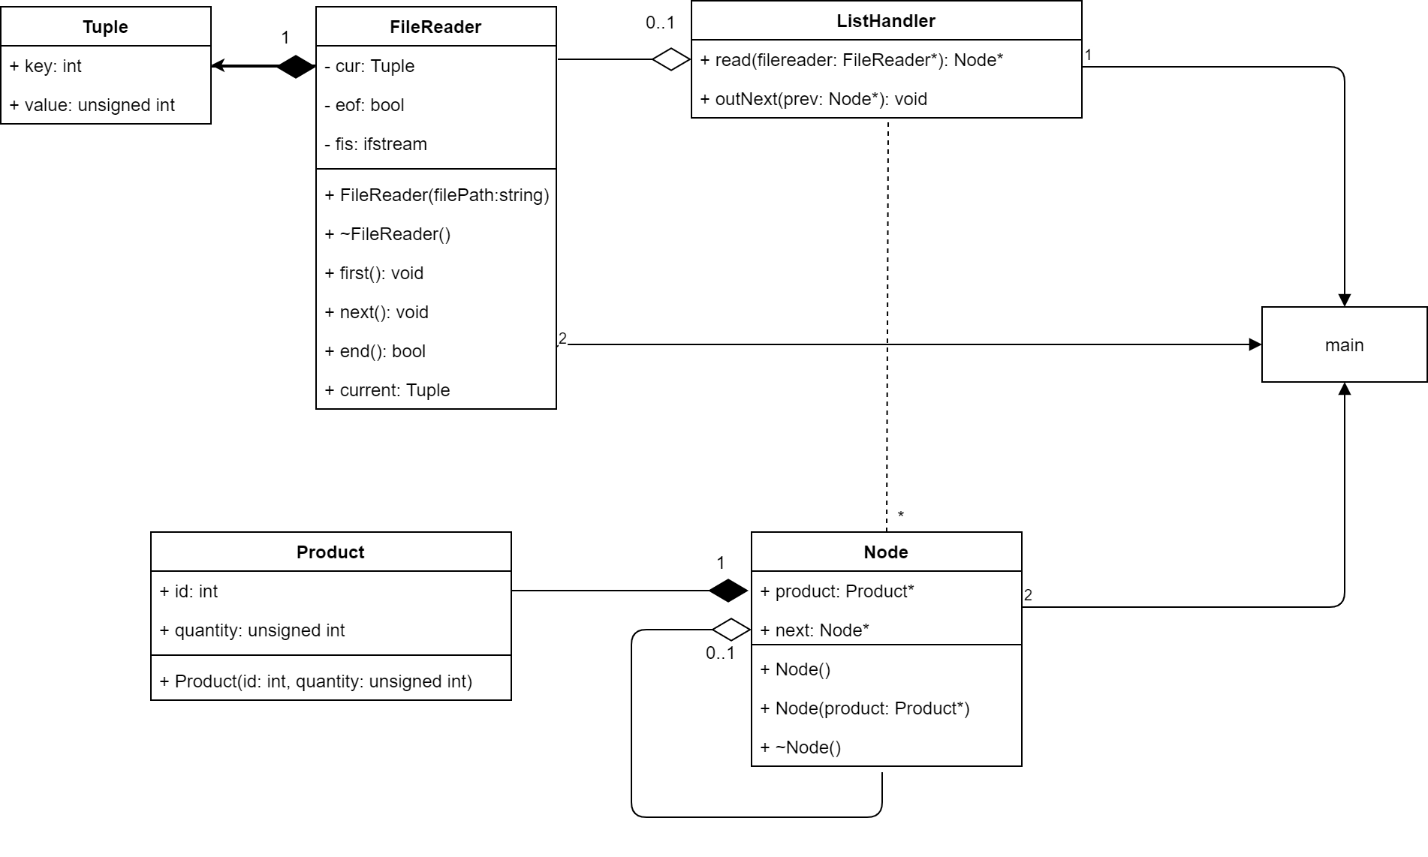 Tuple
+ key: int
+ value: unsigned int
1
FileReader
- cur: Tuple
- eof: bool
- fis: ifstream
+ FileReader(filePath:string)
+ ~FileReader()
+ first(): void
+ next(): void
+ end(): bool
+ current: Tuple
0..1
ListHandler
+ read(filereader: FileReader*): Node*
+ outNext(prev: Node*): void
1
2
main
*
Product
+ id: int
+ quantity: unsigned int
+ Product(id: int, quantity: unsigned int)
1
0..1
Node
+ product: Product*
+ next: Node*
+ Node()
+ Node(product: Product*)
+ ~Node()
2